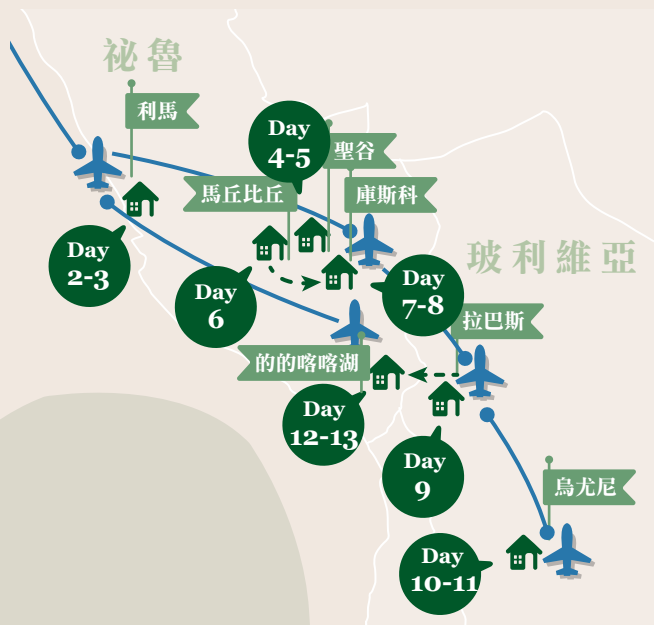 祕魯
利馬
Day
4-5
聖谷
馬丘比丘
庫斯科
Day
2-3
Day
6
Day
7-8
玻利維亞
拉巴斯
的的喀喀湖
Day
12-13
Day
9
烏尤尼
Day
10-11